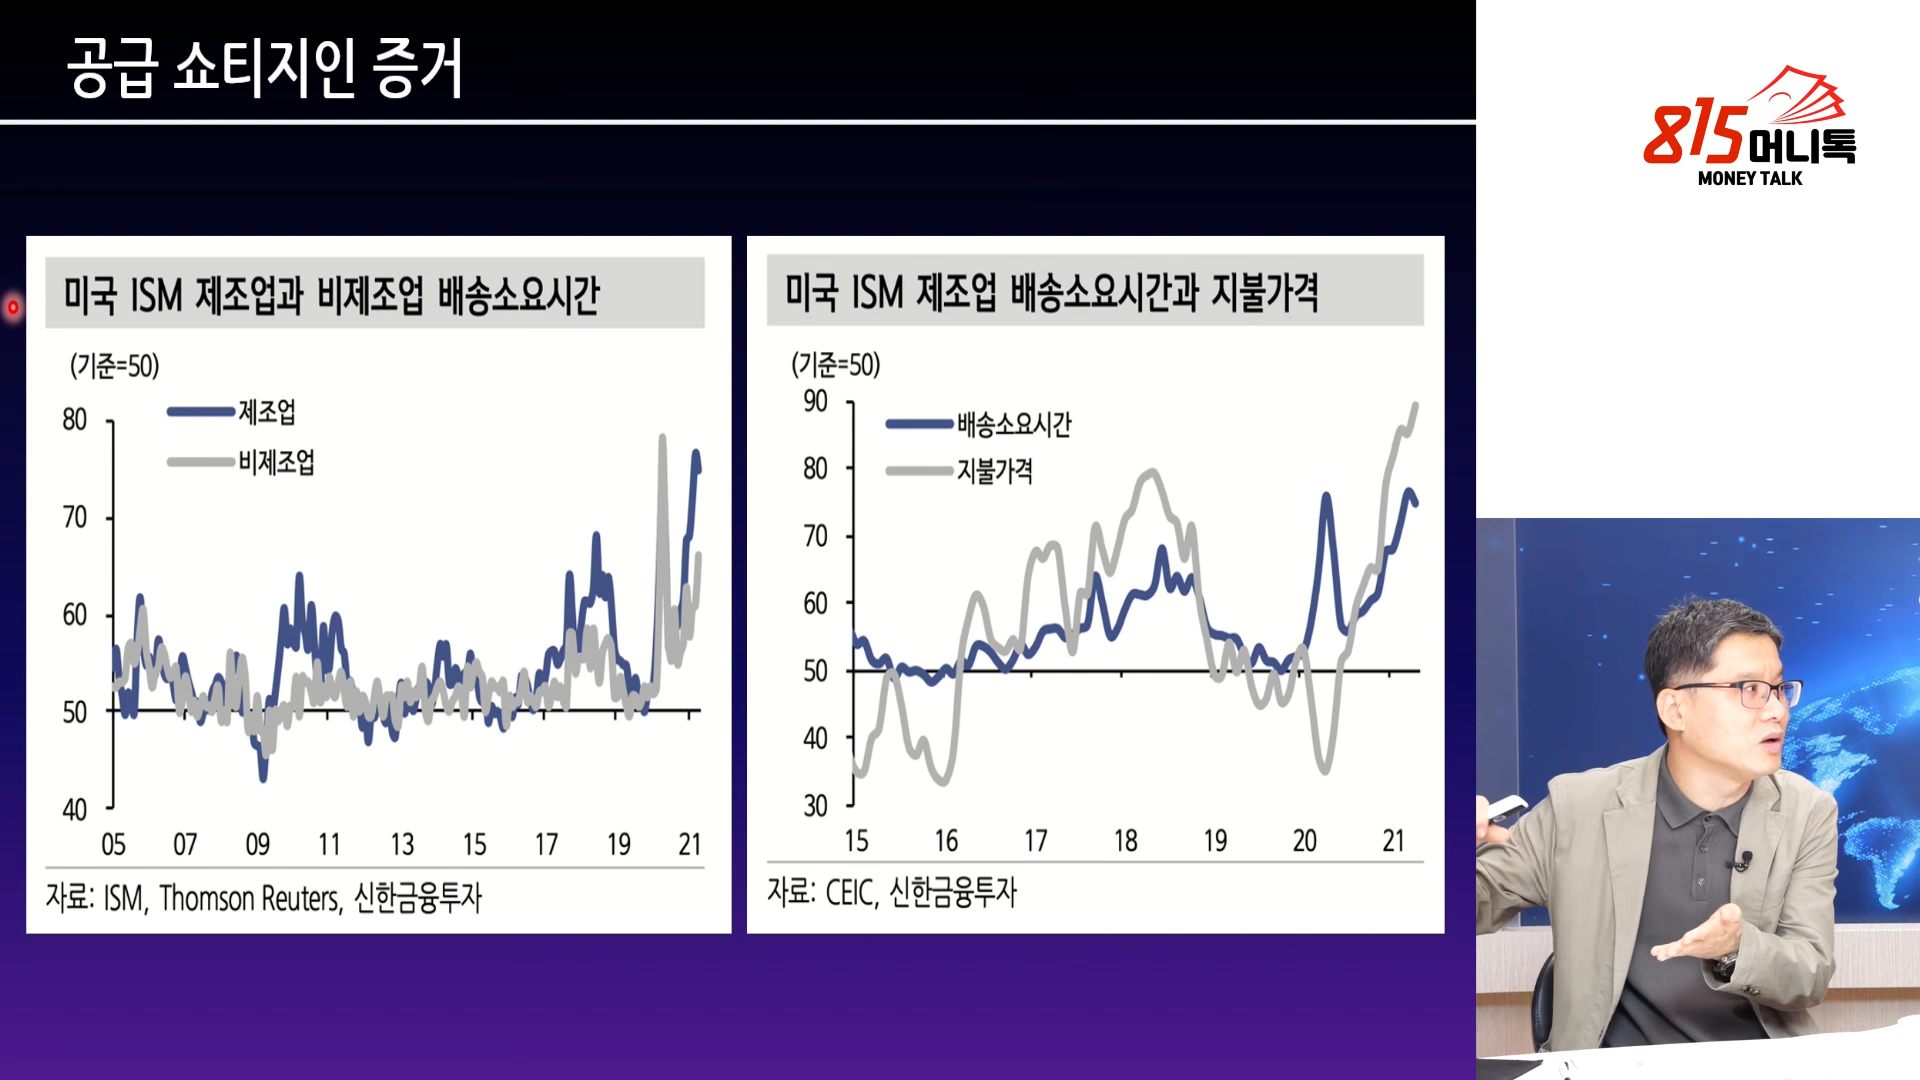 공급 쇼티지인 증거
815머니톡
MONEY TALK
미국 ISM 제조업과 비제조업 배송소요시간
(기준=50)
제조업
비제조업
80
70
60
50
40
05 07 09 11 13 15 17 19 21
자료: ISM, Thomson Reuters, 신한금융투자
미국 ISM 제조업 배송소요시간과 지불가격
(기준=50)
배송소요시간
지불가격
90
80
70
60
50
40
30
15 16 17 18 19 20 21
자료: CEIC, 신한금융투자